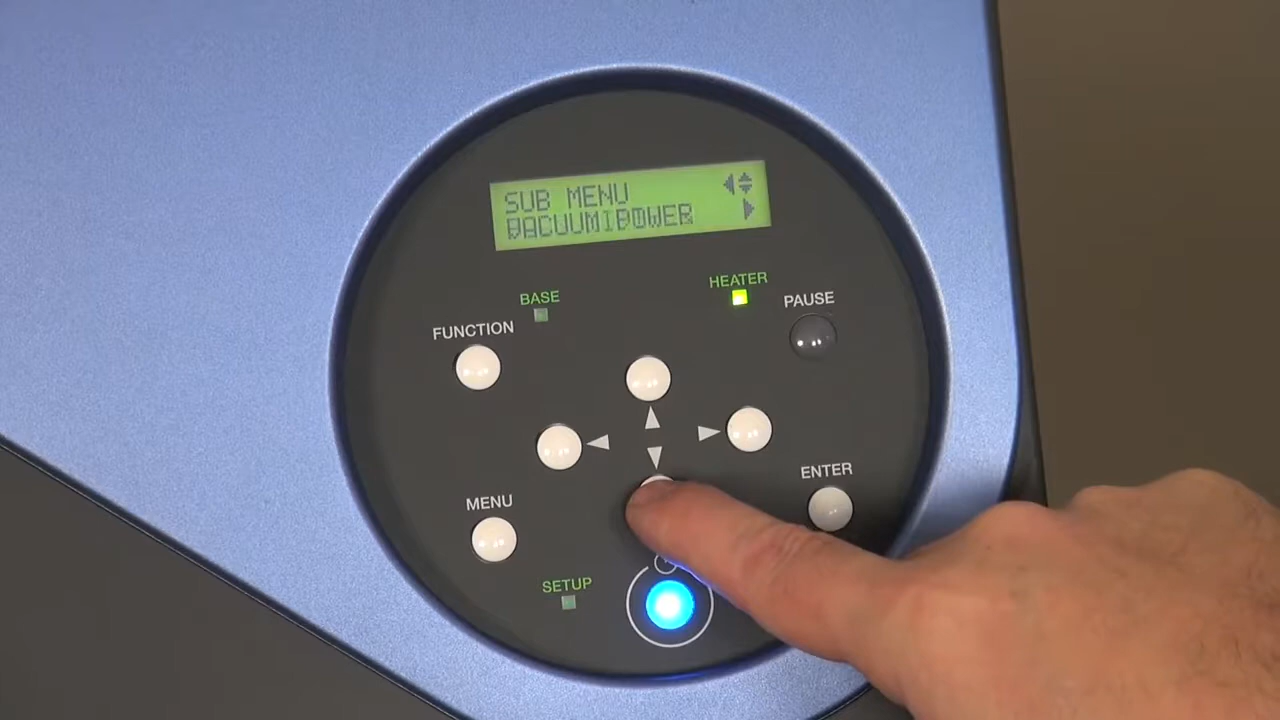 SUB MENU
VACUUM POWER
BASE
HEATER
FUNCTION
PAUSE
MENU
ENTER
SETUP